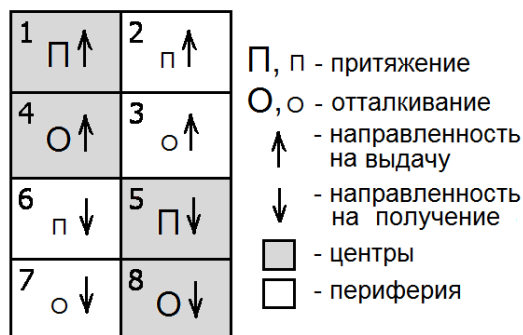 1 П↑ 2 п↑
4 О↑ 3 о↑
6 п↓ 5 П↓
7 о↓ 8 О↓
П, п - притяжение
О,о - отталкивание
↑ - направленность
на выдачу
↓ - направленность
на получение
- центры
- периферия